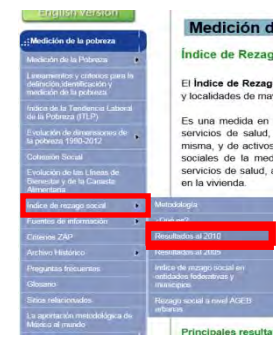 English version
Medición de la pobreza
Medición de la Pobreza
Lineamientos y criterios para la
definición, identificación y
medición de la pobreza
Índice de la Tendencia Laboral
de la Pobreza (ITLP)
Evolución de dimensiones de
la pobreza 1990-2012
Cohesión Social
Evolución de las Líneas de
Bienestar y de la Canasta
Alimentaria
Índice de rezago social
Fuentes de información
Criterios ZAP
Archivo Histórico
Preguntas frecuentes
Glosario
Sitios relacionados
La aportación metodológica de
México al mundo
Metodología
¿Qué es?
Resultados al 2010
Resultados al 2005
Índice de rezago social en
entidades federativas y
municipios
Rezago social a nivel AGEB
urbanas
Medición d
Índice de Rezag
El Índice de Rezag
y localidades de ma
Es una medida en
servicios de salud,
misma, y de activos
sociales de la med
servicios de salud, a
en la vivienda.
Principales resulta